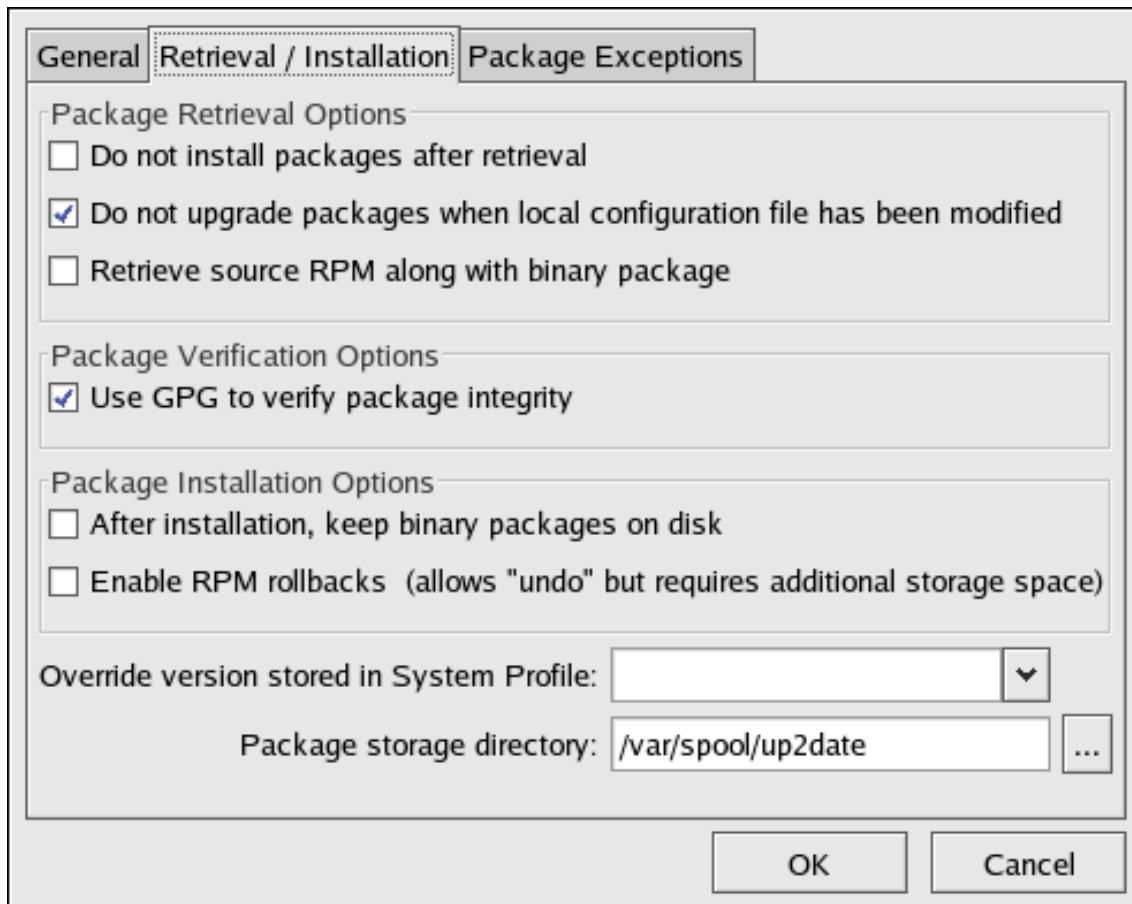 General
Retrieval / Installation
Package Exceptions
Package Retrieval Options
Do not install packages after retrieval
Do not upgrade packages when local configuration file has been modified
Retrieve source RPM along with binary package
Package Verification Options
Use GPG to verify package integrity
Package Installation Options
After installation, keep binary packages on disk
Enable RPM rollbacks (allows "undo" but requires additional storage space)
Override version stored in System Profile:
Package storage directory: /var/spool/up2date ...
OK
Cancel